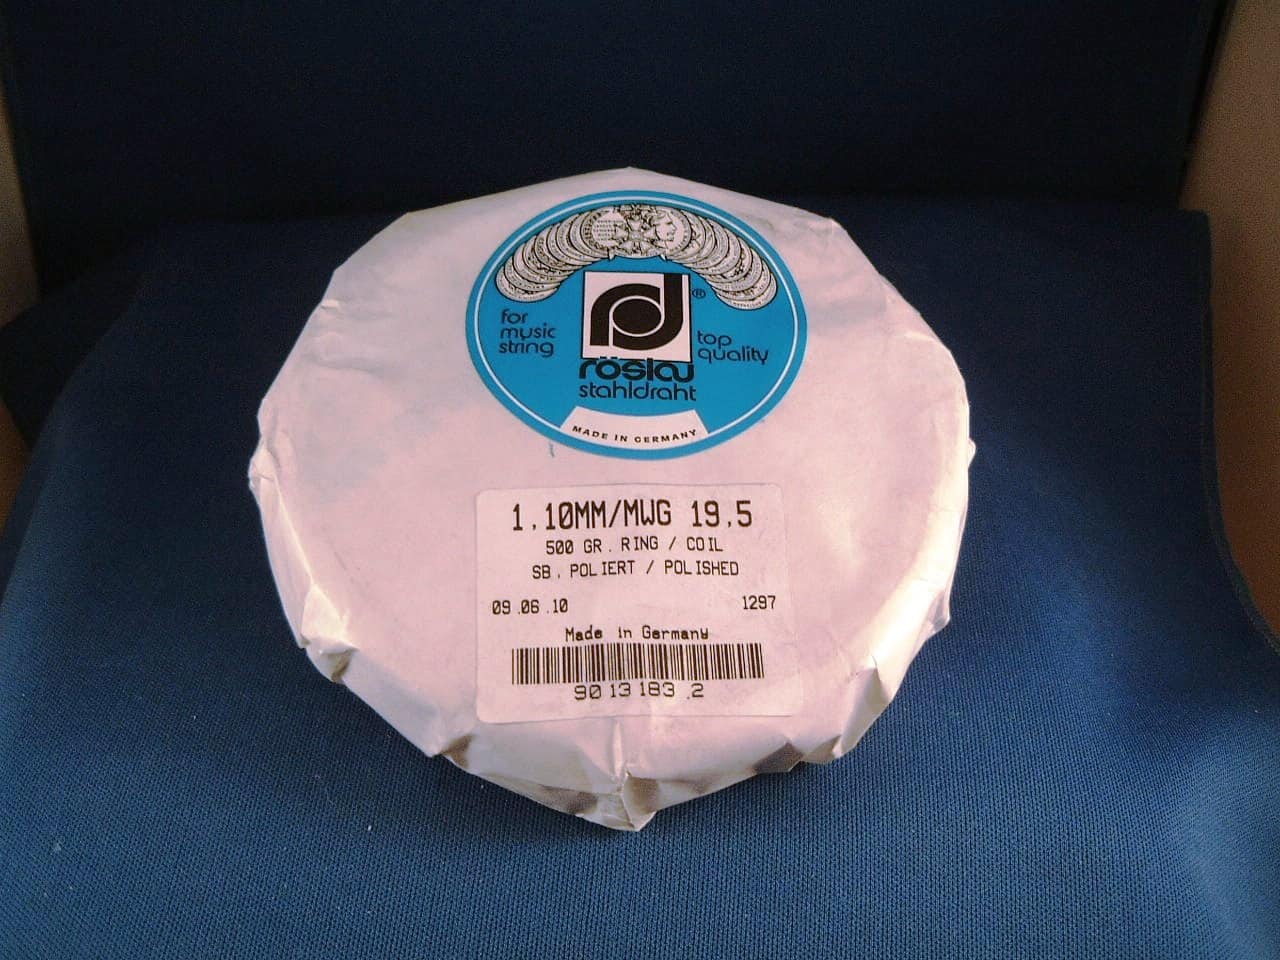 for
music
string
®
top
quality
röslau
stahldraht
MADE IN GERMANY
1,10MM/MWG 19,5
500 GR. RING / COIL
SB. POLIERT / POLISHED
09.06.10 1297
Made in Germany
90 13 183 .2